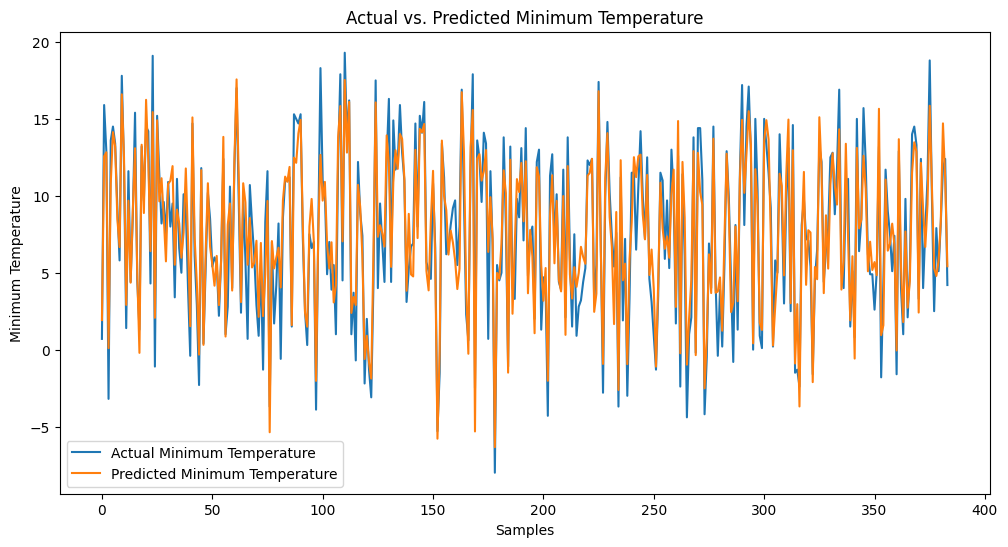 Actual vs. Predicted Minimum Temperature
Minimum Temperature
20
15
10
5
0
−5
Actual Minimum Temperature
Predicted Minimum Temperature
0 50 100 150 200 250 300 350 400
Samples